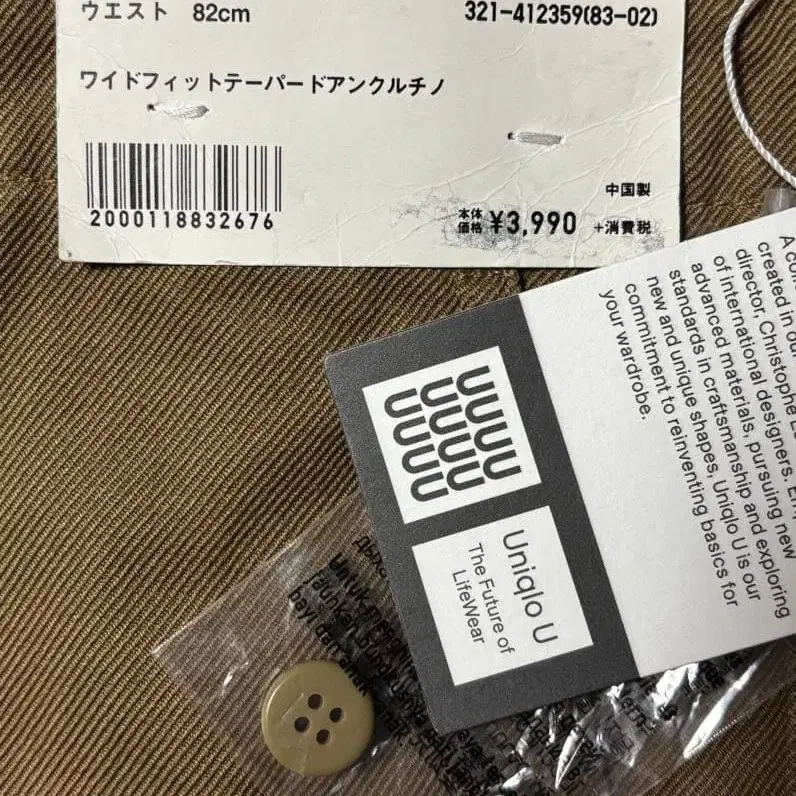 ウエスト 82cm
321-412359(83-02)
ワイドフィットテーパードアンクルチノ
2000118832676
中国製
本体
価格 ¥3,990 +消費税
created in our
director, Christophe
of international designers.
advanced materials, pursuing new
standards in craftsmanship and exploring
new and unique shapes, Uniqlo U is our
commitment to reinventing basics for
your wardrobe.
UUUU
UUUU
UUUU
Uniqlo U
The Future of
LifeWear